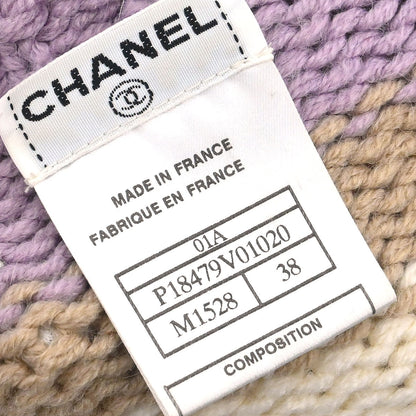 CHANEL
MADE IN FRANCE
FABRIQUE EN FRANCE
01A
P18479V01020
M1528 38
COMPOSITION